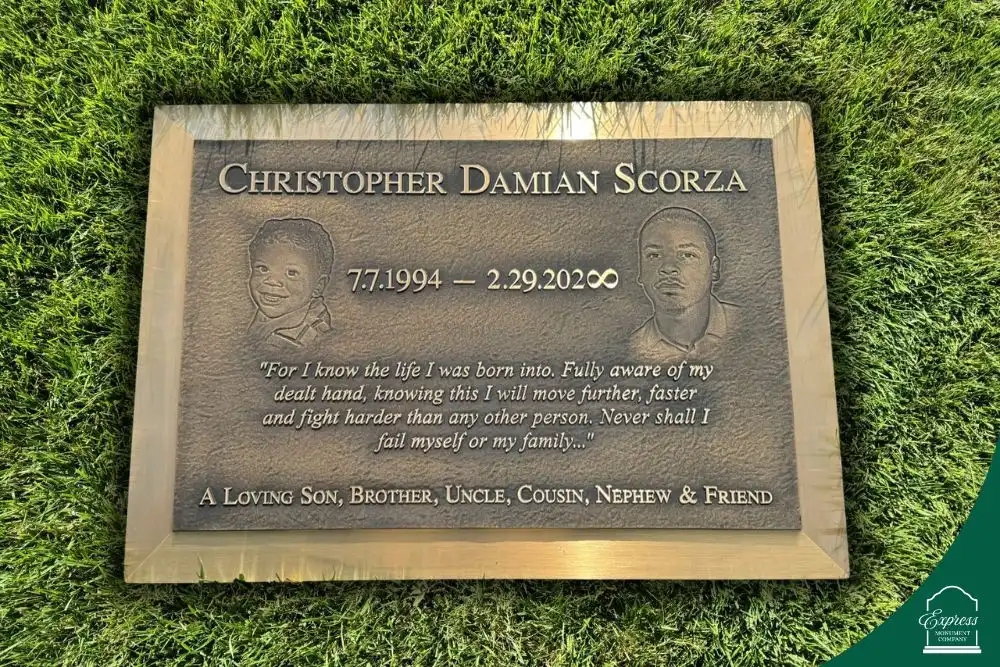 CHRISTOPHER DAMIAN SCORZA
7.7.1994 — 2.29.202∞
"For I know the life I was born into. Fully aware of my
dealt hand, knowing this I will move further, faster
and fight harder than any other person. Never shall I
fail myself or my family..."
A LOVING SON, BROTHER, UNCLE, COUSIN, NEPHEW & FRIEND
Express
MONUMENT
COMPANY